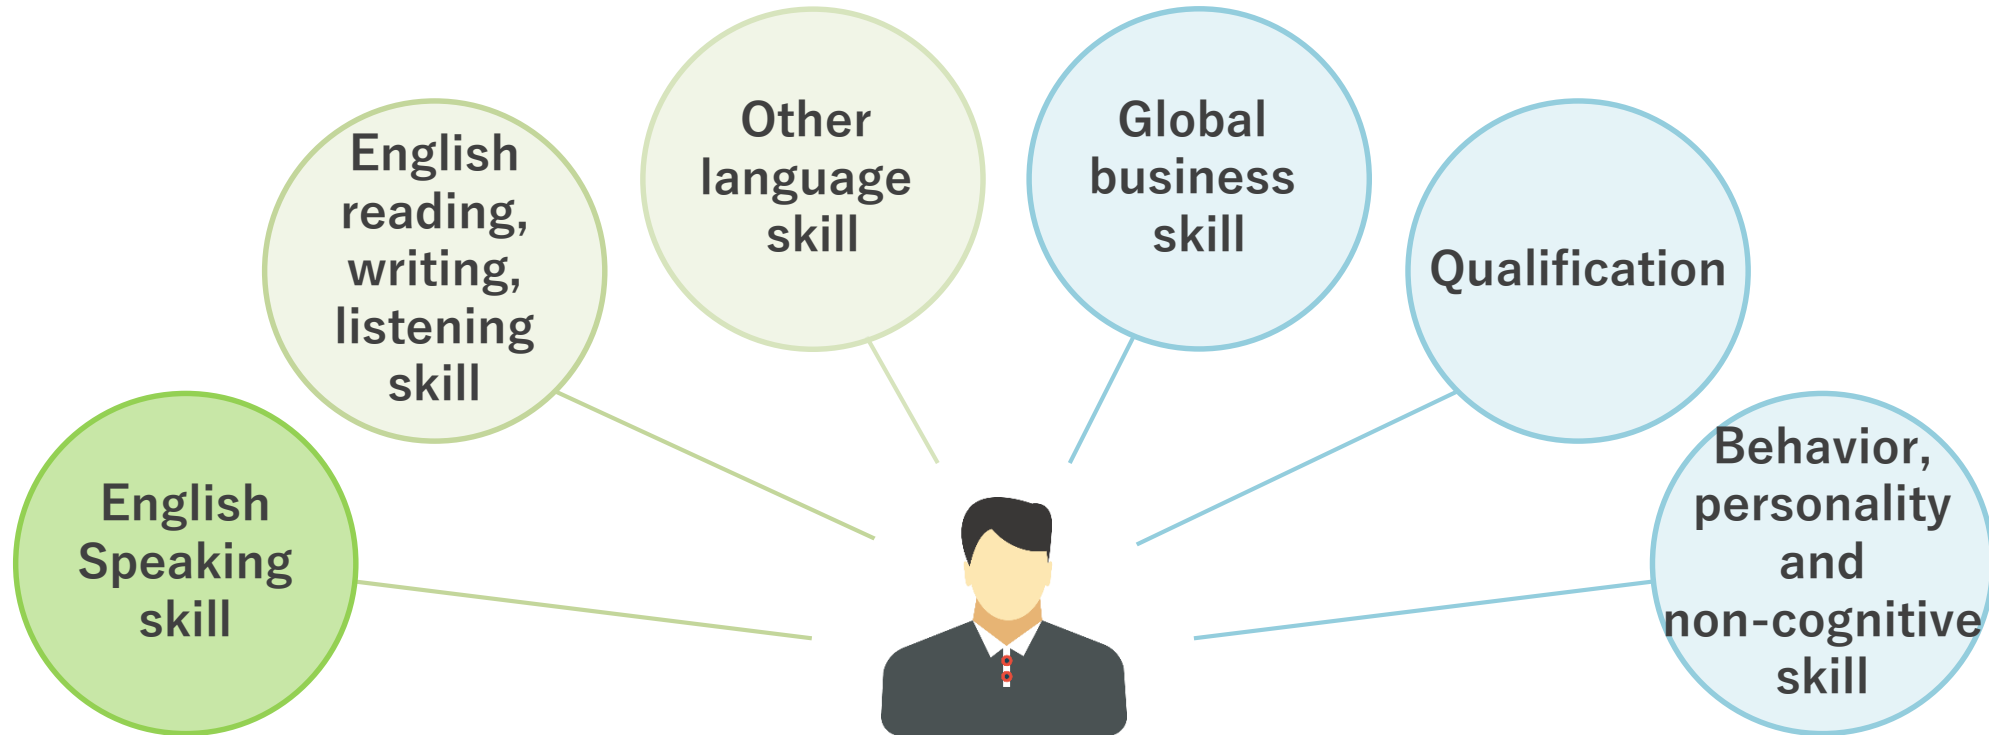 English
Speaking
skill
English
reading,
writing,
listening
skill
Other
language
skill
Global
business
skill
Qualification
Behavior,
personality
and
non-cognitive
skill